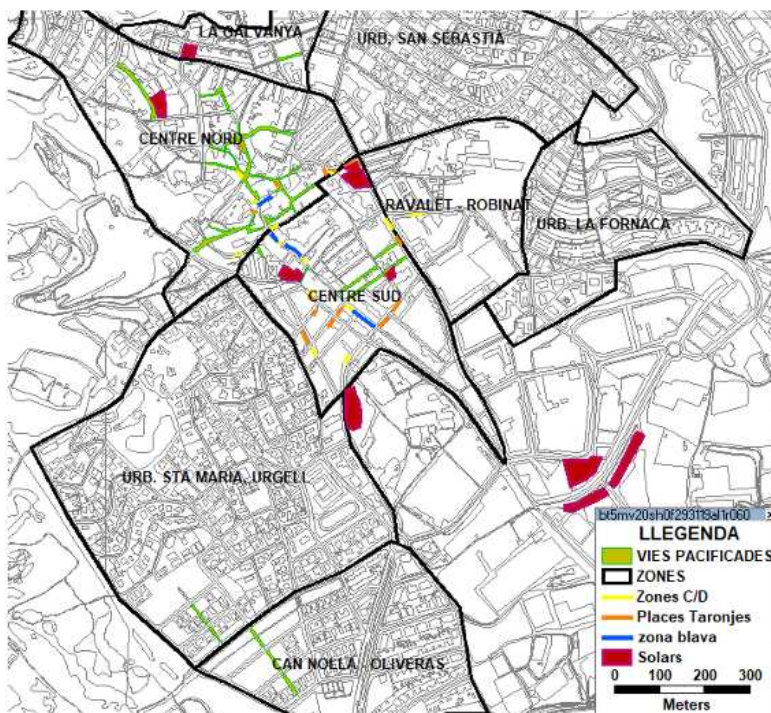 LA GALVANYA
URB. SAN SEBASTIÀ
CENTRE NORD
RAVALET - ROBINAT
URB. LA FORNACA
CENTRE SUD
URB. STA MARIA, URGELL
CAN NOLLA , OLIVERAS
bt5mv20sh0f293119al1r060
LLEGENDA
VIES PACIFICADES
ZONES
Zones C/D
Places Taronjes
zona blava
Solars
0 100 200 300
Meters